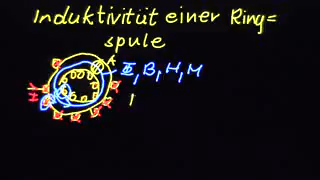 Induktivität einer Ring=
spule
A
Φ, B, H, M